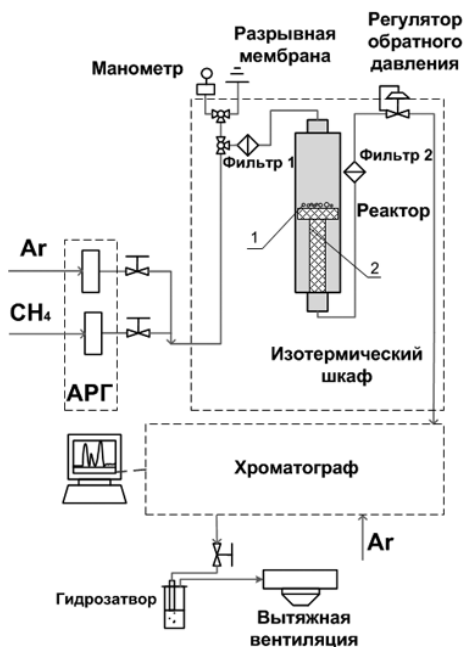 Регулятор
обратного
давления
Разрывная
мембрана
Манометр
Фильтр 1
Фильтр 2
Реактор
1
2
Ar
CH₄
АРГ
Изотермический
шкаф
Хроматограф
Ar
Гидрозатвор
Вытяжная
вентиляция